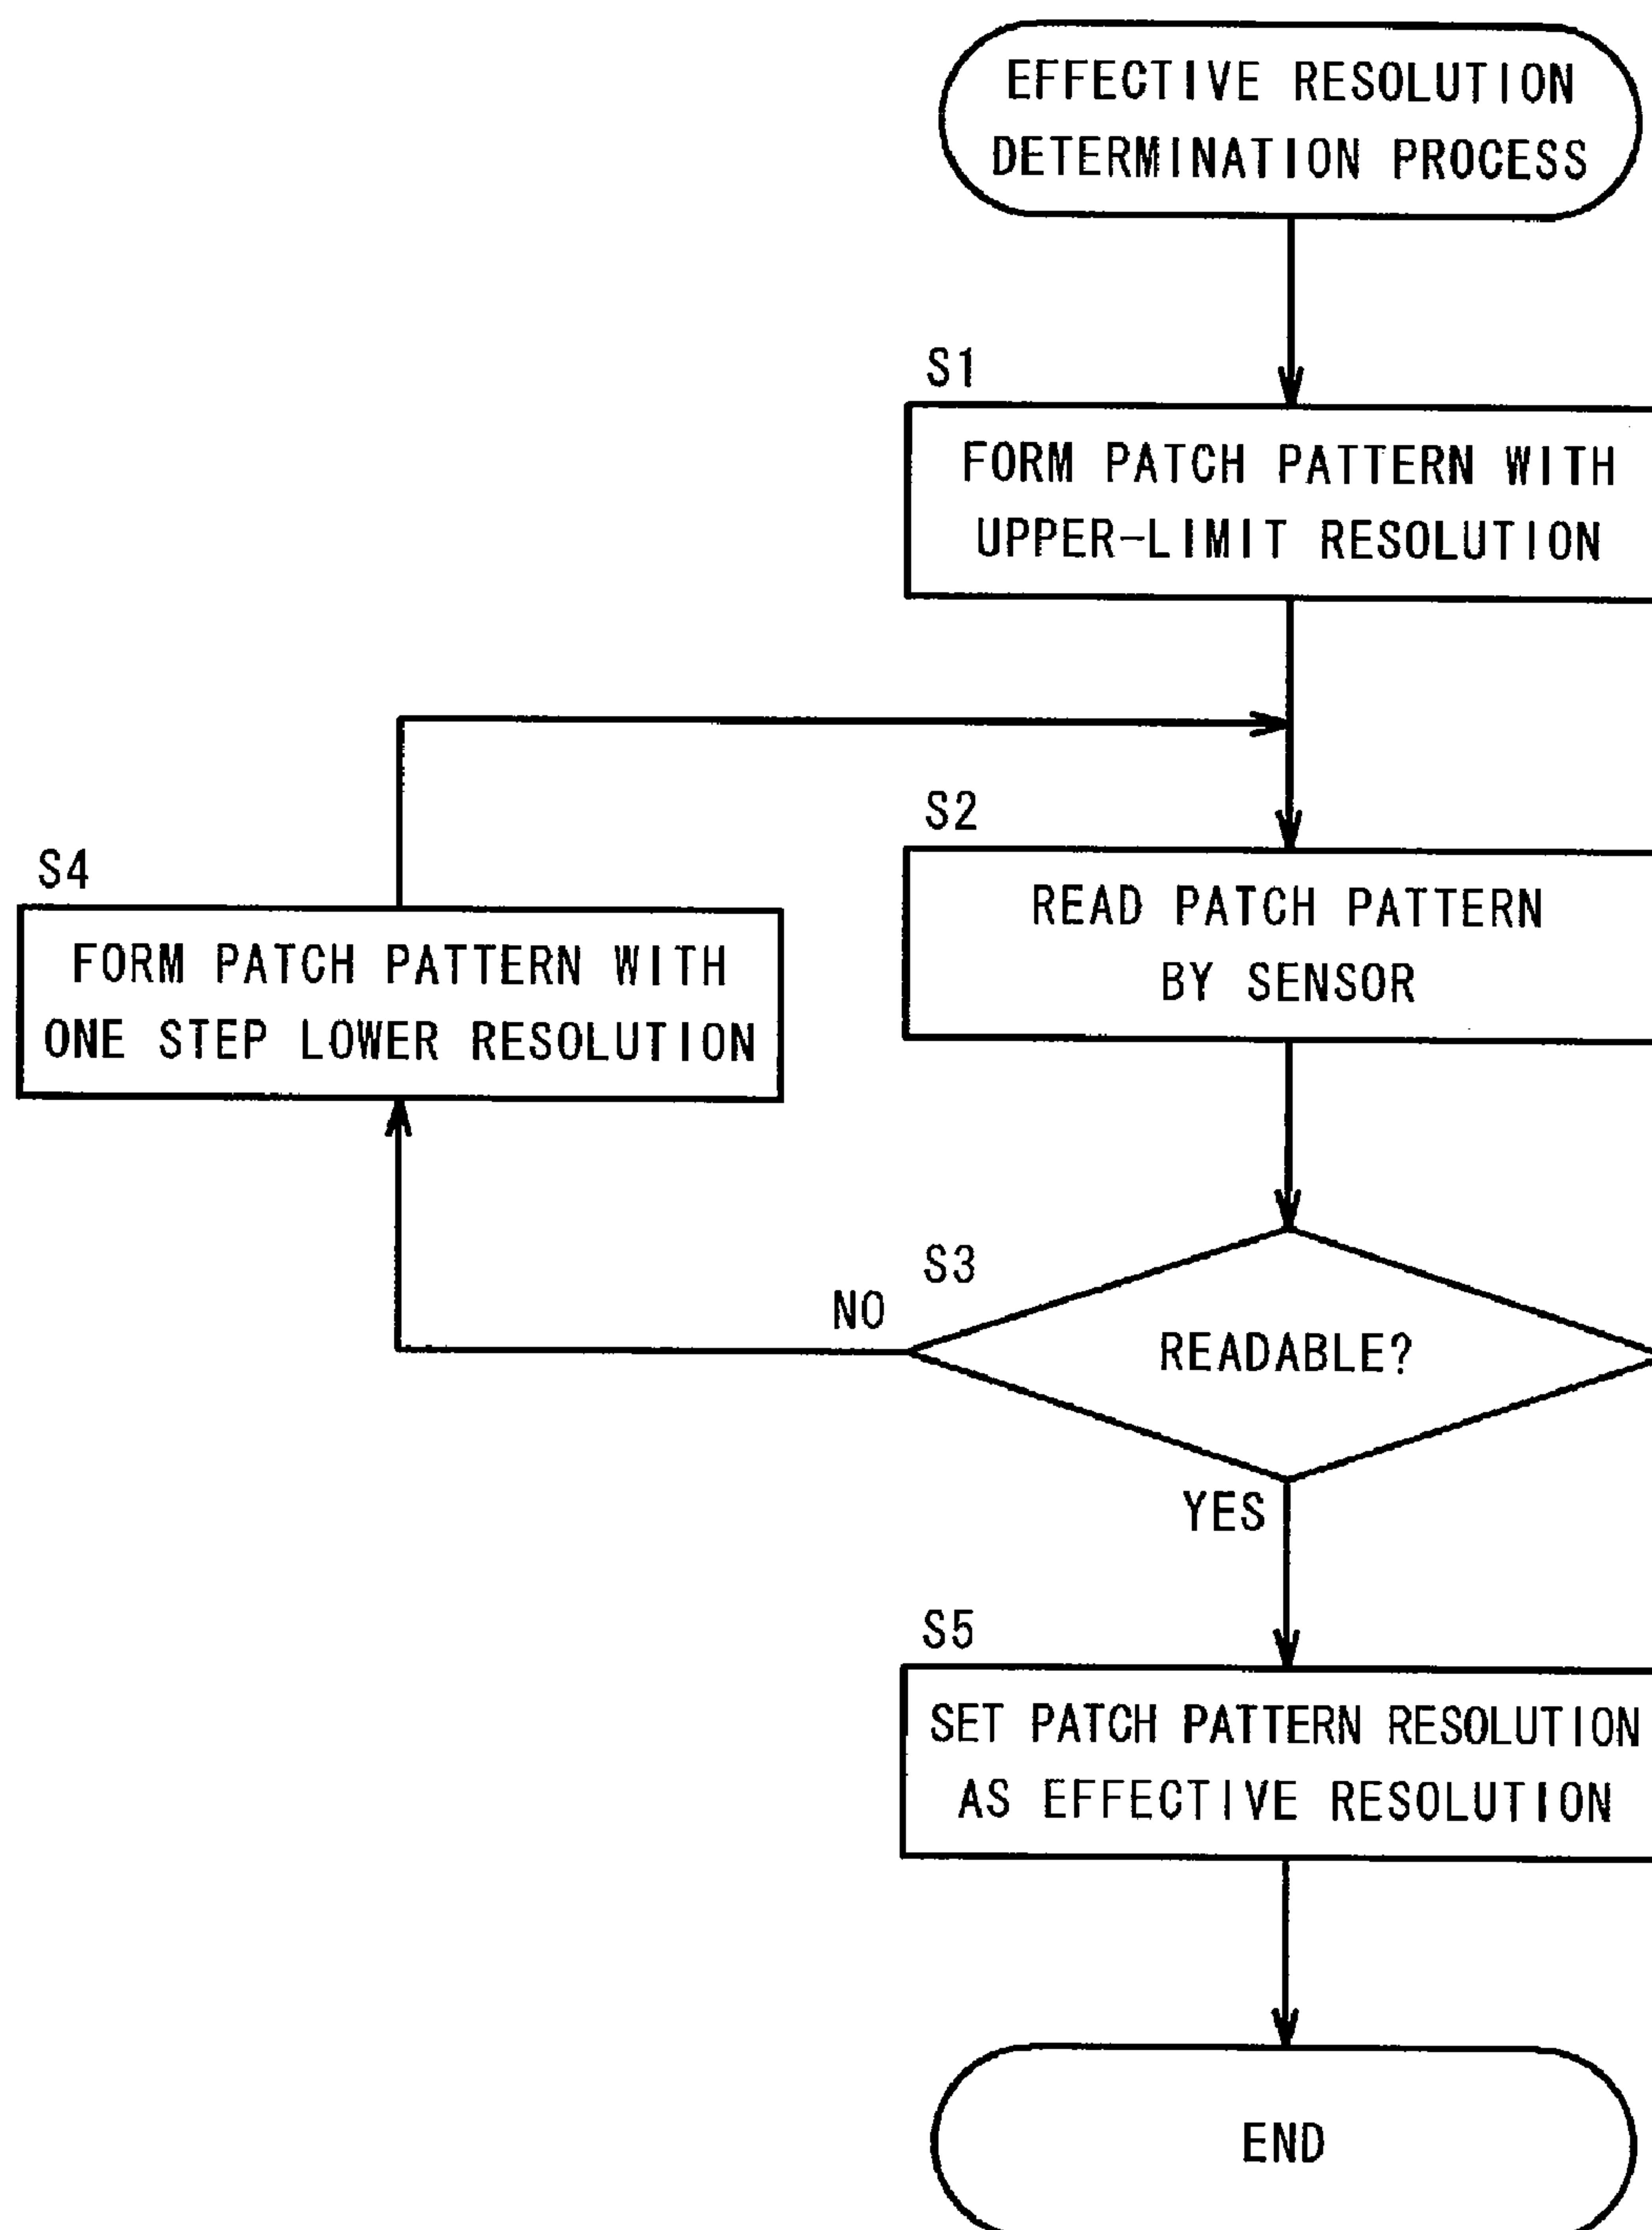 EFFECTIVE RESOLUTION
DETERMINATION PROCESS
S1
FORM PATCH PATTERN WITH
UPPER-LIMIT RESOLUTION
S2
READ PATCH PATTERN
BY SENSOR
S4
FORM PATCH PATTERN WITH
ONE STEP LOWER RESOLUTION
S3
NO
READABLE?
YES
S5
SET PATCH PATTERN RESOLUTION
AS EFFECTIVE RESOLUTION
END